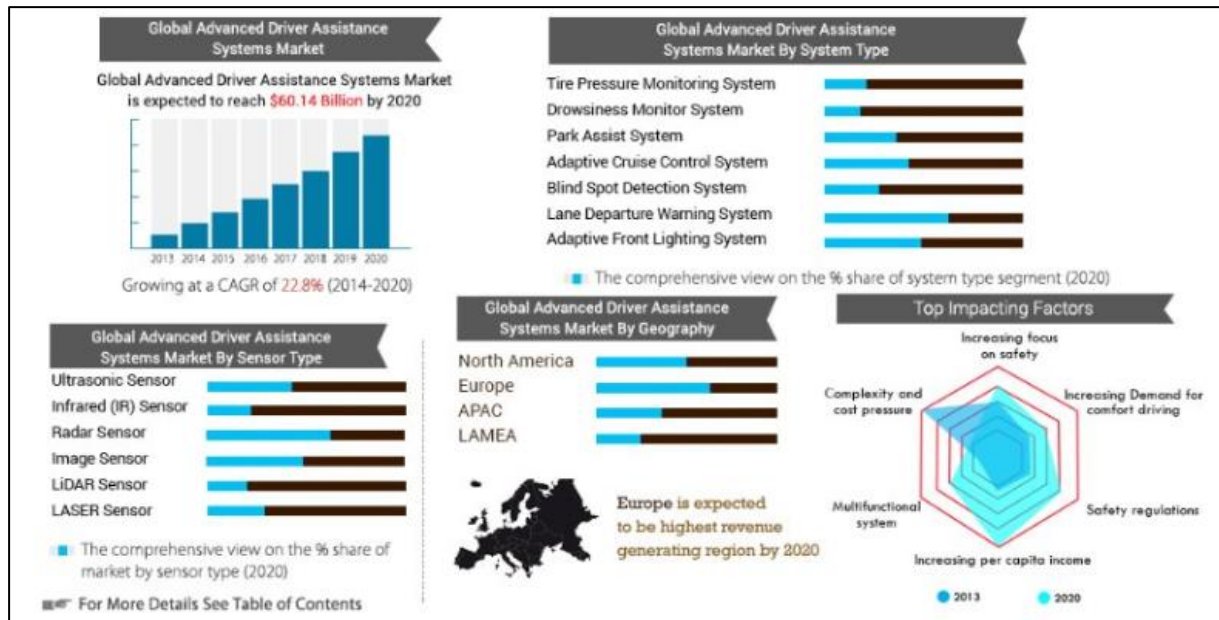 Global Advanced Driver Assistance
Systems Market
Global Advanced Driver Assistance Systems Market
is expected to reach $60.14 Billion by 2020
2013 2014 2015 2016 2017 2018 2019 2020
Growing at a CAGR of 22.8% (2014-2020)
Global Advanced Driver Assistance
Systems Market By System Type
Tire Pressure Monitoring System
Drowsiness Monitor System
Park Assist System
Adaptive Cruise Control System
Blind Spot Detection System
Lane Departure Warning System
Adaptive Front Lighting System
The comprehensive view on the % share of system type segment (2020)
Global Advanced Driver Assistance
Systems Market By Sensor Type
Ultrasonic Sensor
Infrared (IR) Sensor
Radar Sensor
Image Sensor
LiDAR Sensor
LASER Sensor
The comprehensive view on the % share of
market by sensor type (2020)
For More Details See Table of Contents
Global Advanced Driver Assistance
Systems Market By Geography
North America
Europe
APAC
LAMEA
Europe is expected
to be highest revenue
generating region by 2020
Top Impacting Factors
Increasing focus
on safety
Complexity and
cost pressure
Increasing Demand for
comfort driving
Multifunctional
system
Safety regulations
Increasing per capita income
2013
2020